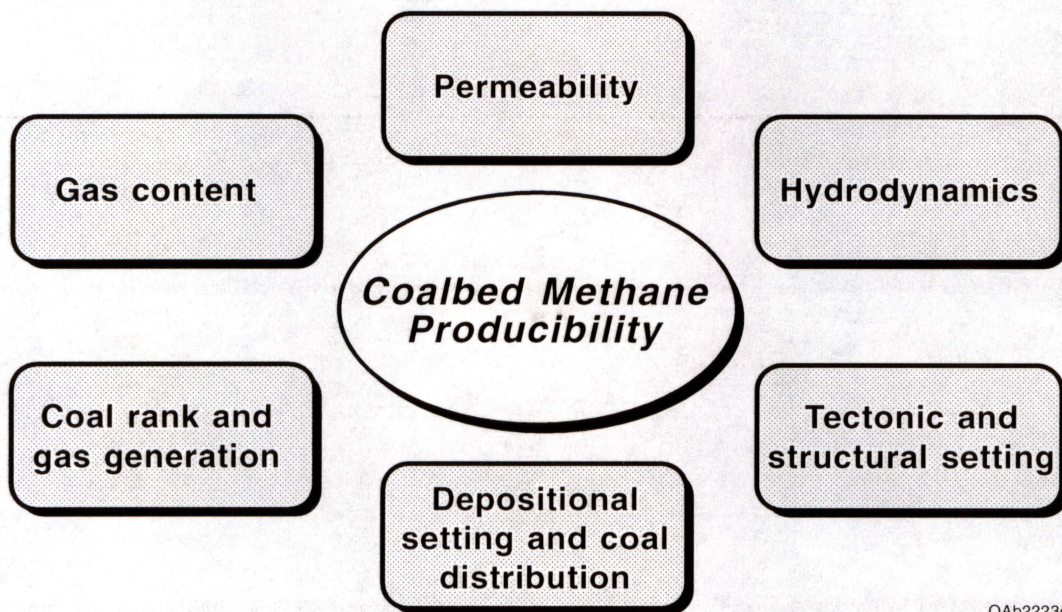 Permeability
Gas content
Hydrodynamics
Coalbed Methane
Producibility
Coal rank and
gas generation
Tectonic and
structural setting
Depositional
setting and coal
distribution